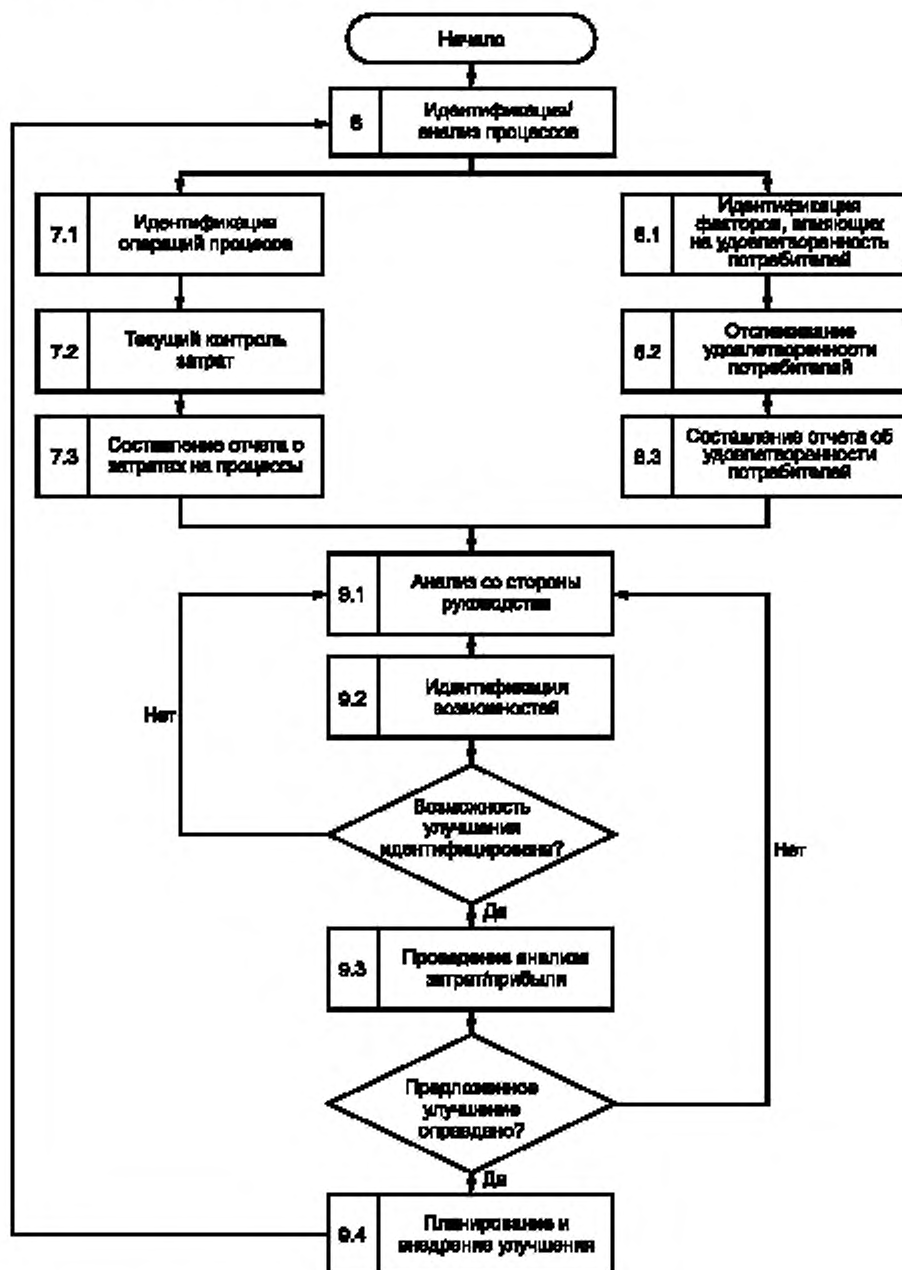 Начало
6
Идентификация/
анализ процессов
7.1
Идентификация
операций процесса
8.1
Идентификация
факторов, влияющих
на удовлетворенность
потребителей
7.2
Текущий контроль
затрат
8.2
Отслеживание
удовлетворенности
потребителей
7.3
Составление отчета о
затратах на процессы
8.3
Составление отчета об
удовлетворенности
потребителей
9.1
Анализ со стороны
руководства
9.2
Идентификация
возможностей
Нет
Возможность
улучшения
идентифицирована?
Нет
Да
9.3
Проведение анализа
затрат/прибыли
Предложенное
улучшение
оправдано?
Да
9.4
Планирование и
внедрение улучшения